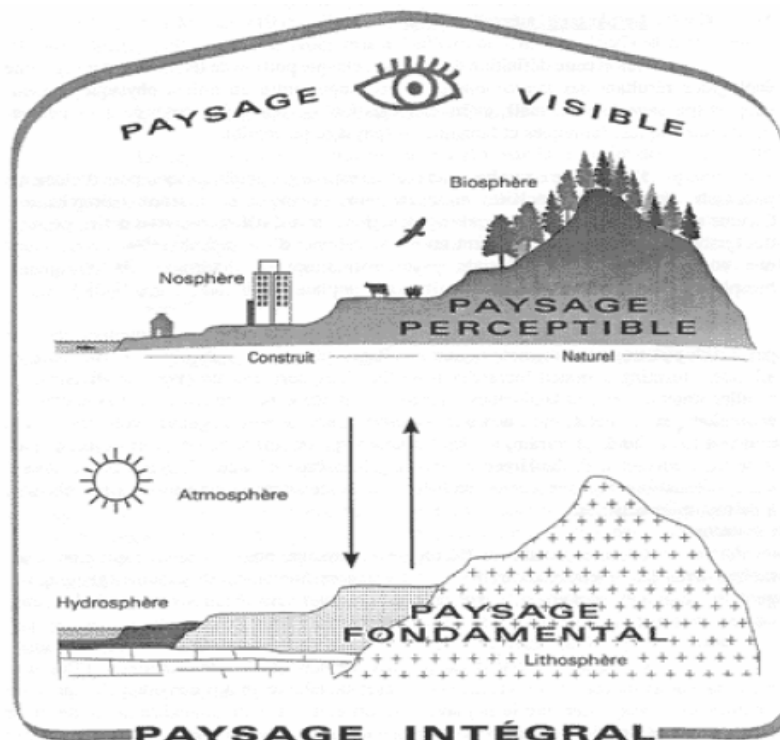 PAYSAGE VISIBLE
Biosphère
Nosphère
PAYSAGE
PERCEPTIBLE
Construit
Naturel
Atmosphère
Hydrosphère
PAYSAGE
FONDAMENTAL
Lithosphère
PAYSAGE INTÉGRAL